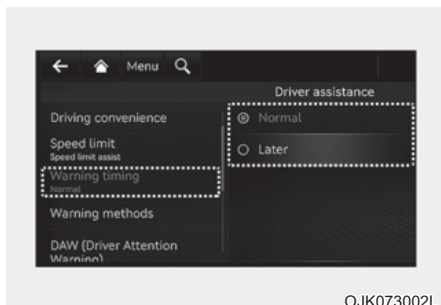 Menu
Driver assistance
Driving convenience
Speed limit
Speed limit assist
Warning timing
Normal
Warning methods
DAW (Driver Attention
Warning)
Normal
Later
OJK073002L